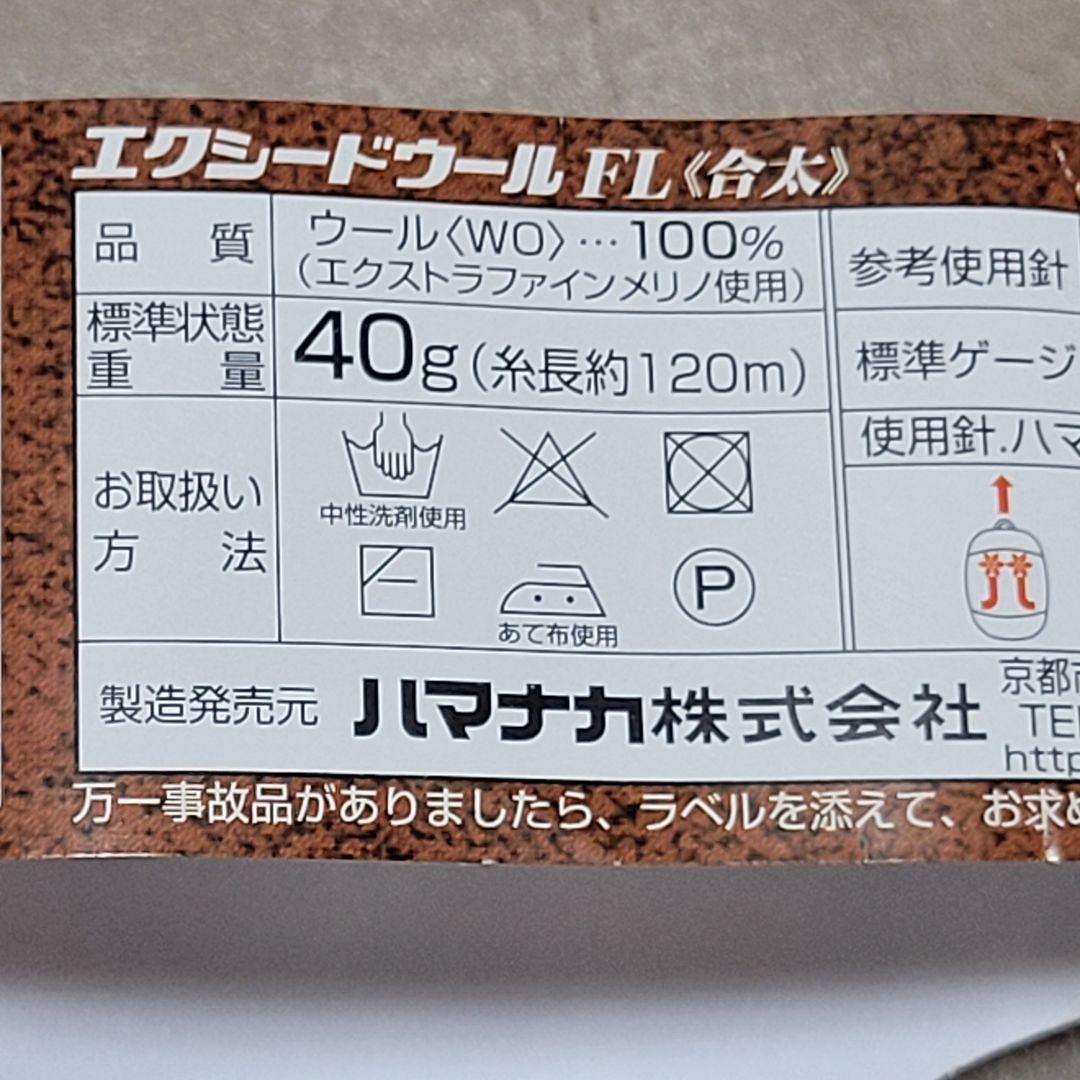 エクシードウールFL《合太》
品質
ウール〈WO〉…100%
(エクストラファインメリノ使用)
参考使用針
標準状態
重量
40g(糸長約120m)
標準ゲージ
お取扱い
方法
中性洗剤使用
あて布使用
P
使用針.ハマ
製造発売元
ハマナカ株式会社
京都市
TEL
http
万一事故品がありましたら、ラベルを添えて、お求め